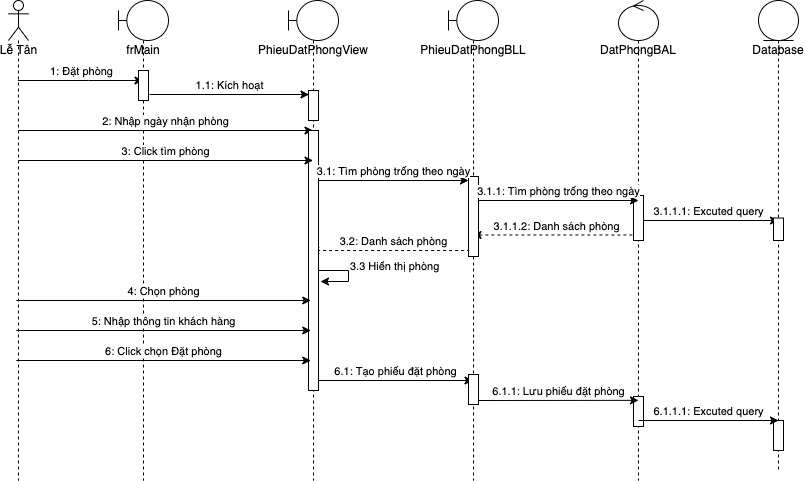 Lễ Tân
frMain
PhieuDatPhongView
PhieuDatPhongBLL
DatPhongBAL
Database
1: Đặt phòng
1.1: Kích hoạt
2: Nhập ngày nhận phòng
3: Click tìm phòng
3.1: Tìm phòng trống theo ngày
3.1.1: Tìm phòng trống theo ngày
3.1.1.1: Excuted query
3.1.1.2: Danh sách phòng
3.2: Danh sách phòng
3.3 Hiển thị phòng
4: Chọn phòng
5: Nhập thông tin khách hàng
6: Click chọn Đặt phòng
6.1: Tạo phiếu đặt phòng
6.1.1: Lưu phiếu đặt phòng
6.1.1.1: Excuted query